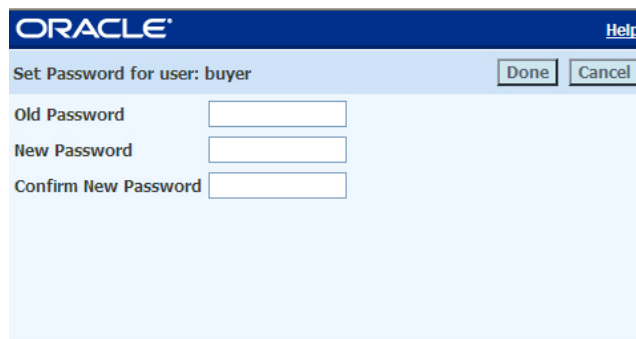 ORACLE
Help
Set Password for user: buyer Done Cancel
Old Password
New Password
Confirm New Password